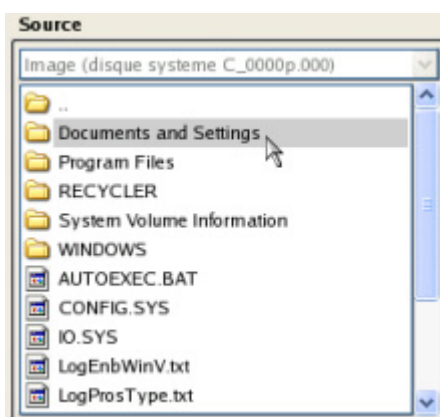 Source
Image (disque systeme C_0000p.000)
..
Documents and Settings
Program Files
RECYCLER
System Volume Information
WINDOWS
AUTOEXEC.BAT
CONFIG.SYS
IO.SYS
LogEnbWinV.txt
LogProsType.txt